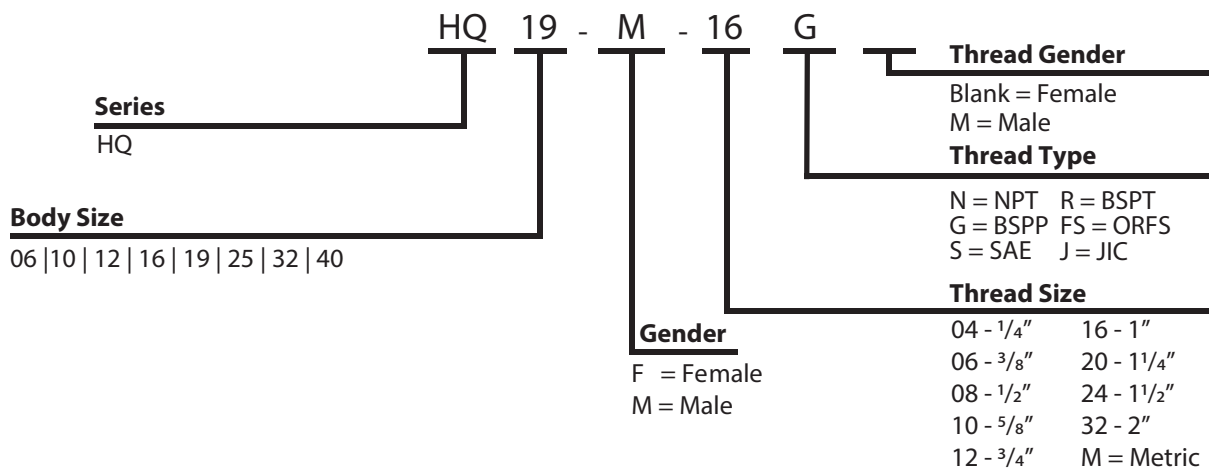 HQ 19 - M - 16 G
Thread Gender
Blank = Female
M = Male
Series
HQ
Thread Type
N = NPT R = BSPT
G = BSPP FS = ORFS
S = SAE J = JIC
Body Size
06 |10 | 12 | 16 | 19 | 25 | 32 | 40
Thread Size
04 - 1/4" 16 - 1"
06 - 3/8" 20 - 11/4"
08 - 1/2" 24 - 11/2"
10 - 5/8" 32 - 2"
12 - 3/4" M = Metric
Gender
F = Female
M = Male